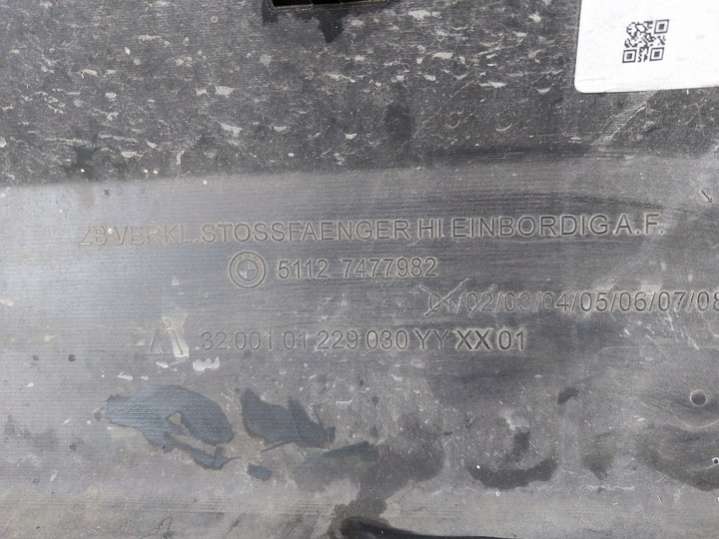 ZB VERKL.STOSSFAENGER HI EINBORDIG A.F.
5112 7477982
01/02/03/04/05/06/07/08
32.001 01 229 030 YY XX 01